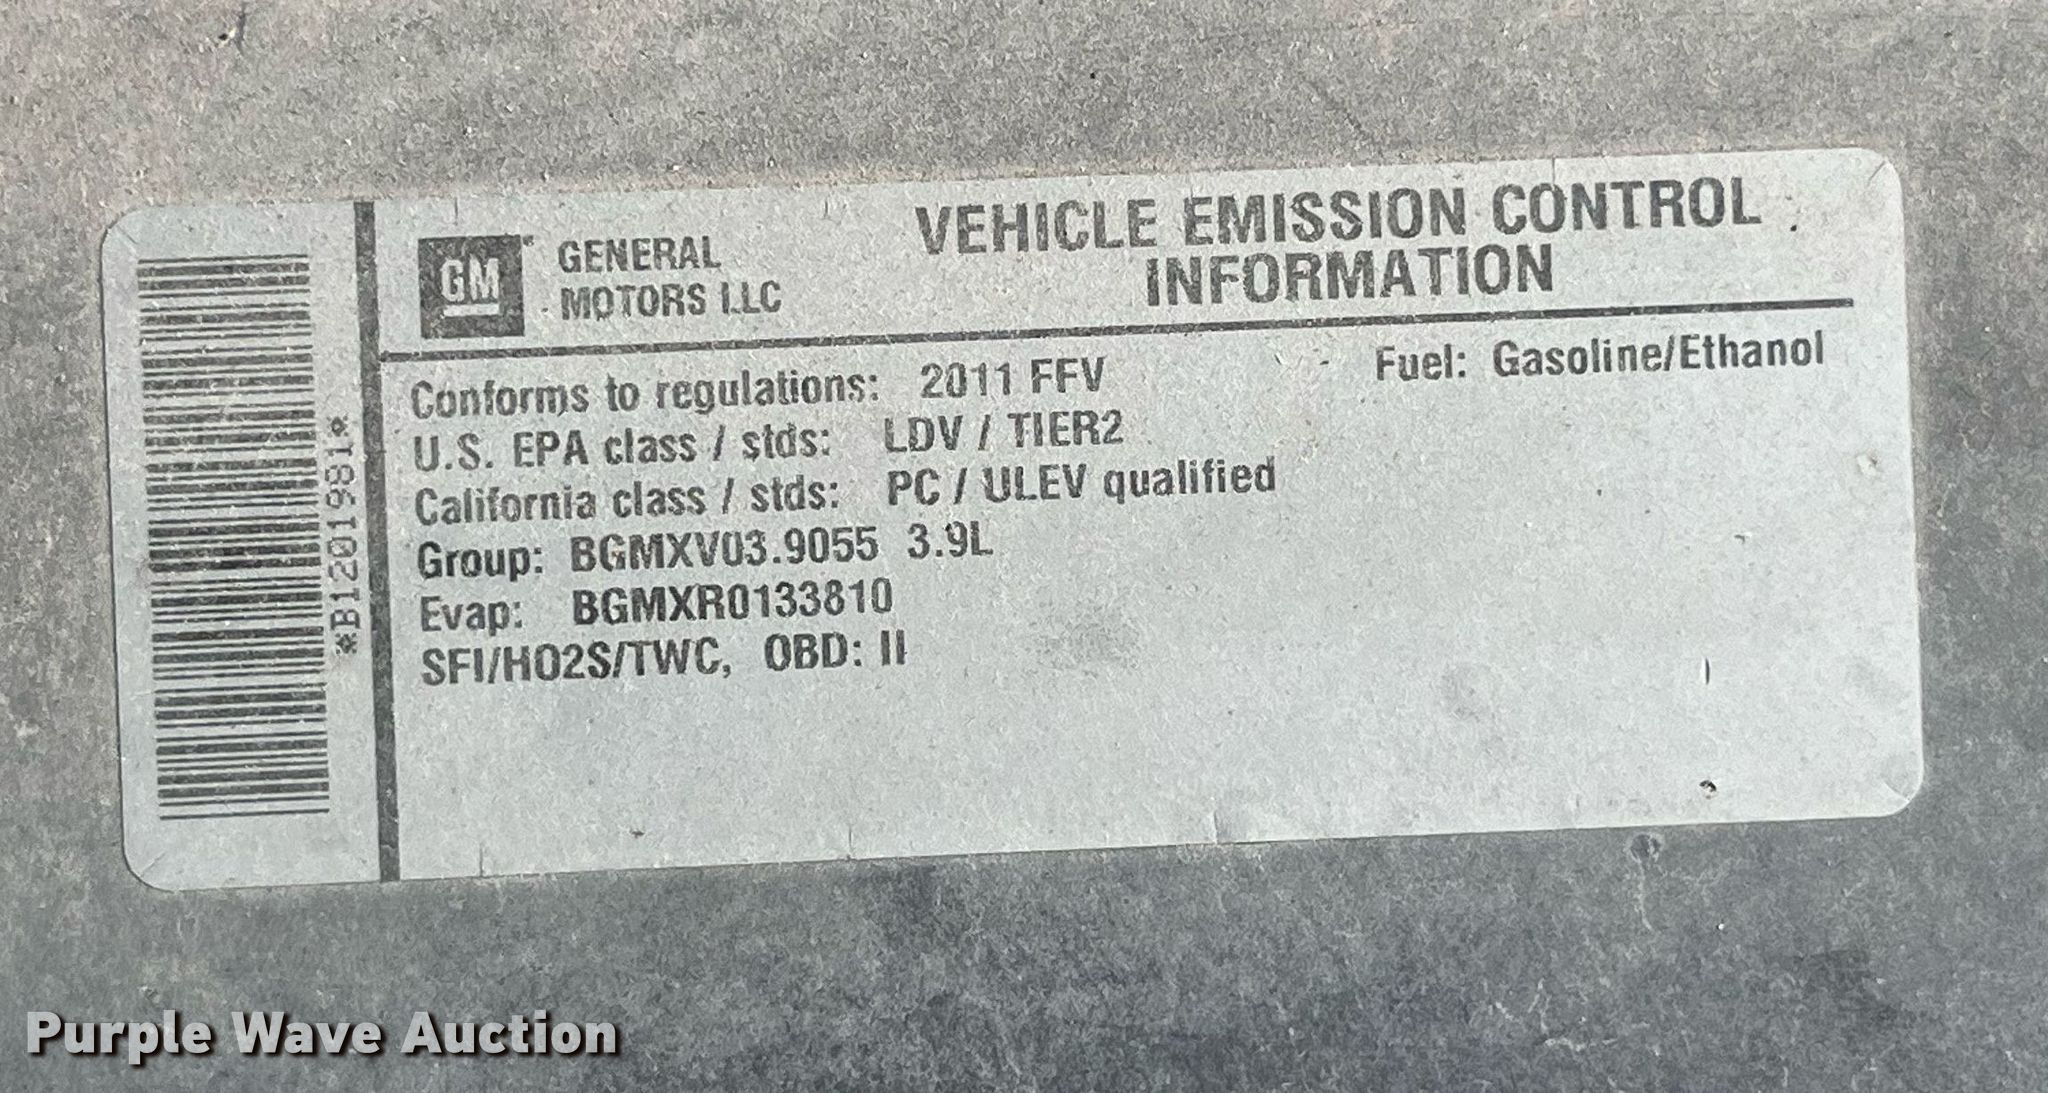 *B1201981*
GM
GENERAL
MOTORS LLC
VEHICLE EMISSION CONTROL
INFORMATION
Conforms to regulations: 2011 FFV
Fuel: Gasoline/Ethanol
U.S. EPA class / stds: LDV / TIER2
California class / stds: PC / ULEV qualified
Group: BGMXV03.9055 3.9L
Evap: BGMXR0133810
SFI/HO2S/TWC, OBD: II
Purple Wave Auction